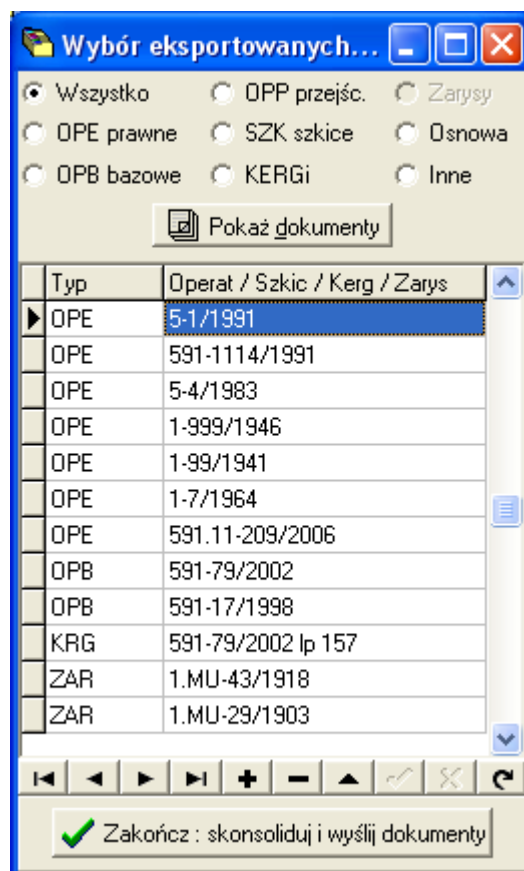 Wybór eksportowanych...
Wszystko OPP przejśc. Zarysy
OPE prawne SZK szkice Osnowa
OPB bazowe KERGi Inne
Pokaż dokumenty
Typ Operat / Szkic / Kerg / Zarys
OPE 5-1/1991
OPE 591-1114/1991
OPE 5-4/1983
OPE 1-999/1946
OPE 1-99/1941
OPE 1-7/1964
OPE 591.11-209/2006
OPB 591-79/2002
OPB 591-17/1998
KRG 591-79/2002 lp 157
ZAR 1.MU-43/1918
ZAR 1.MU-29/1903
Zakończ : skonsoliduj i wyślij dokumenty